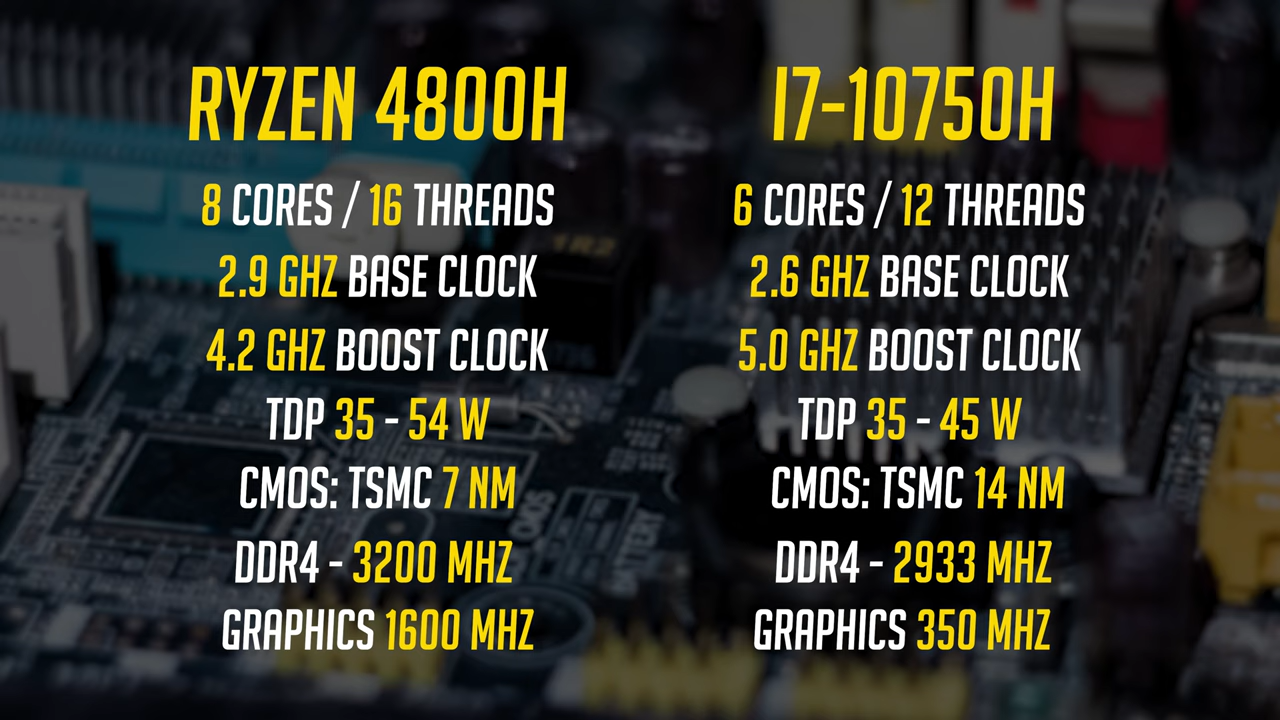 RYZEN 4800H
8 CORES / 16 THREADS
2.9 GHZ BASE CLOCK
4.2 GHZ BOOST CLOCK
TDP 35 - 54 W
CMOS: TSMC 7 NM
DDR4 - 3200 MHZ
GRAPHICS 1600 MHZ
I7-10750H
6 CORES / 12 THREADS
2.6 GHZ BASE CLOCK
5.0 GHZ BOOST CLOCK
TDP 35 - 45 W
CMOS: TSMC 14 NM
DDR4 - 2933 MHZ
GRAPHICS 350 MHZ
1R2
CMOS
BATTERY